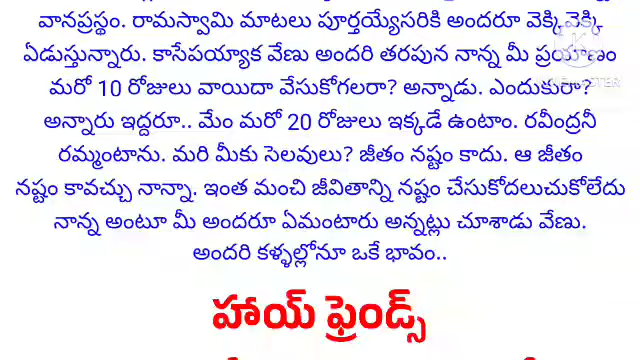 వానప్రస్థం. రామస్వామి మాటలు పూర్తయ్యేసరికి అందరూ వెక్కివెక్కి
ఏడుస్తున్నారు. కాసేపయ్యాక వేణు అందరి తరపున నాన్న మీ ప్రయాణం
మరో 10 రోజులు వాయిదా వేసుకోగలరా? అన్నాడు. ఎందుకురా?
అన్నారు ఇద్దరూ.. మేం మరో 20 రోజులు ఇక్కడే ఉంటాం. రవీంద్రనీ
రమ్మంటాను. మరి మీకు సెలవులు? జీతం నష్టం కాదు. ఆ జీతం
నష్టం కావచ్చు నాన్నా. ఇంత మంచి జీవితాన్ని నష్టం చేసుకోదలుచుకోలేదు
నాన్న అంటూ మీ అందరూ ఏమంటారు అన్నట్లు చూశాడు వేణు.
అందరి కళ్ళల్లోనూ ఒకే భావం..
హాయ్ ఫ్రెండ్స్